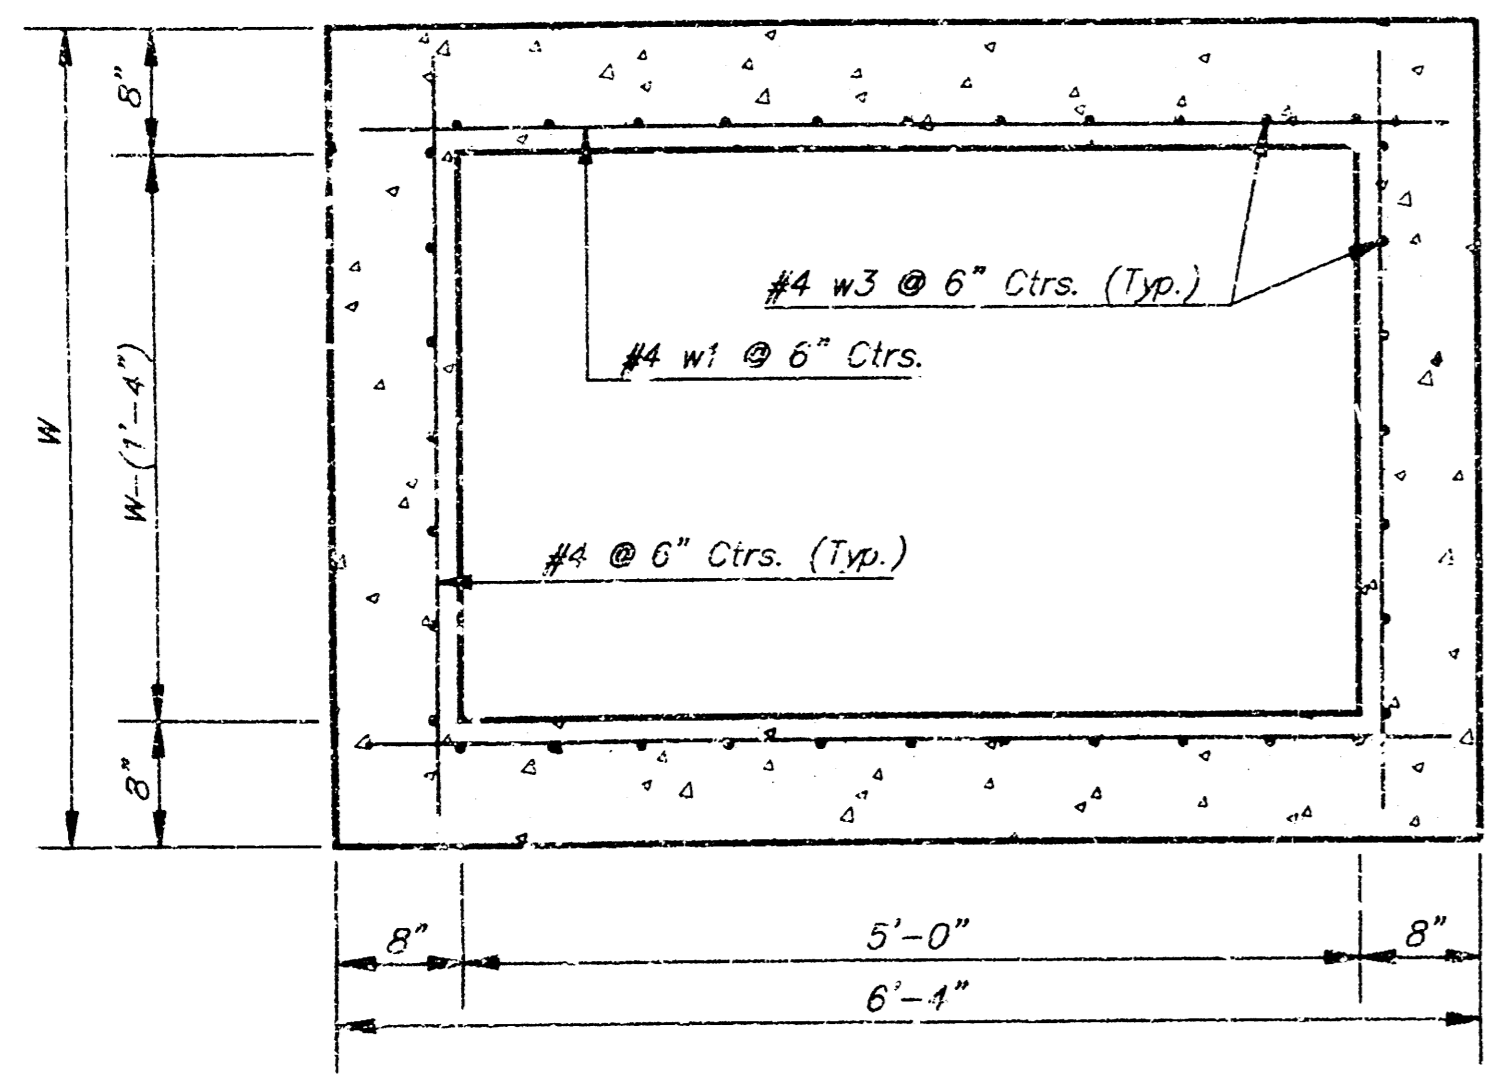 8"
#4 w3 @ 6" Ctrs. (Typ.)
#4 w1 @ 6" Ctrs.
W
W-(1'-4")
#4 @ 6" Ctrs. (Typ.)
8"
8"
5'-0"
8"
6'-4"